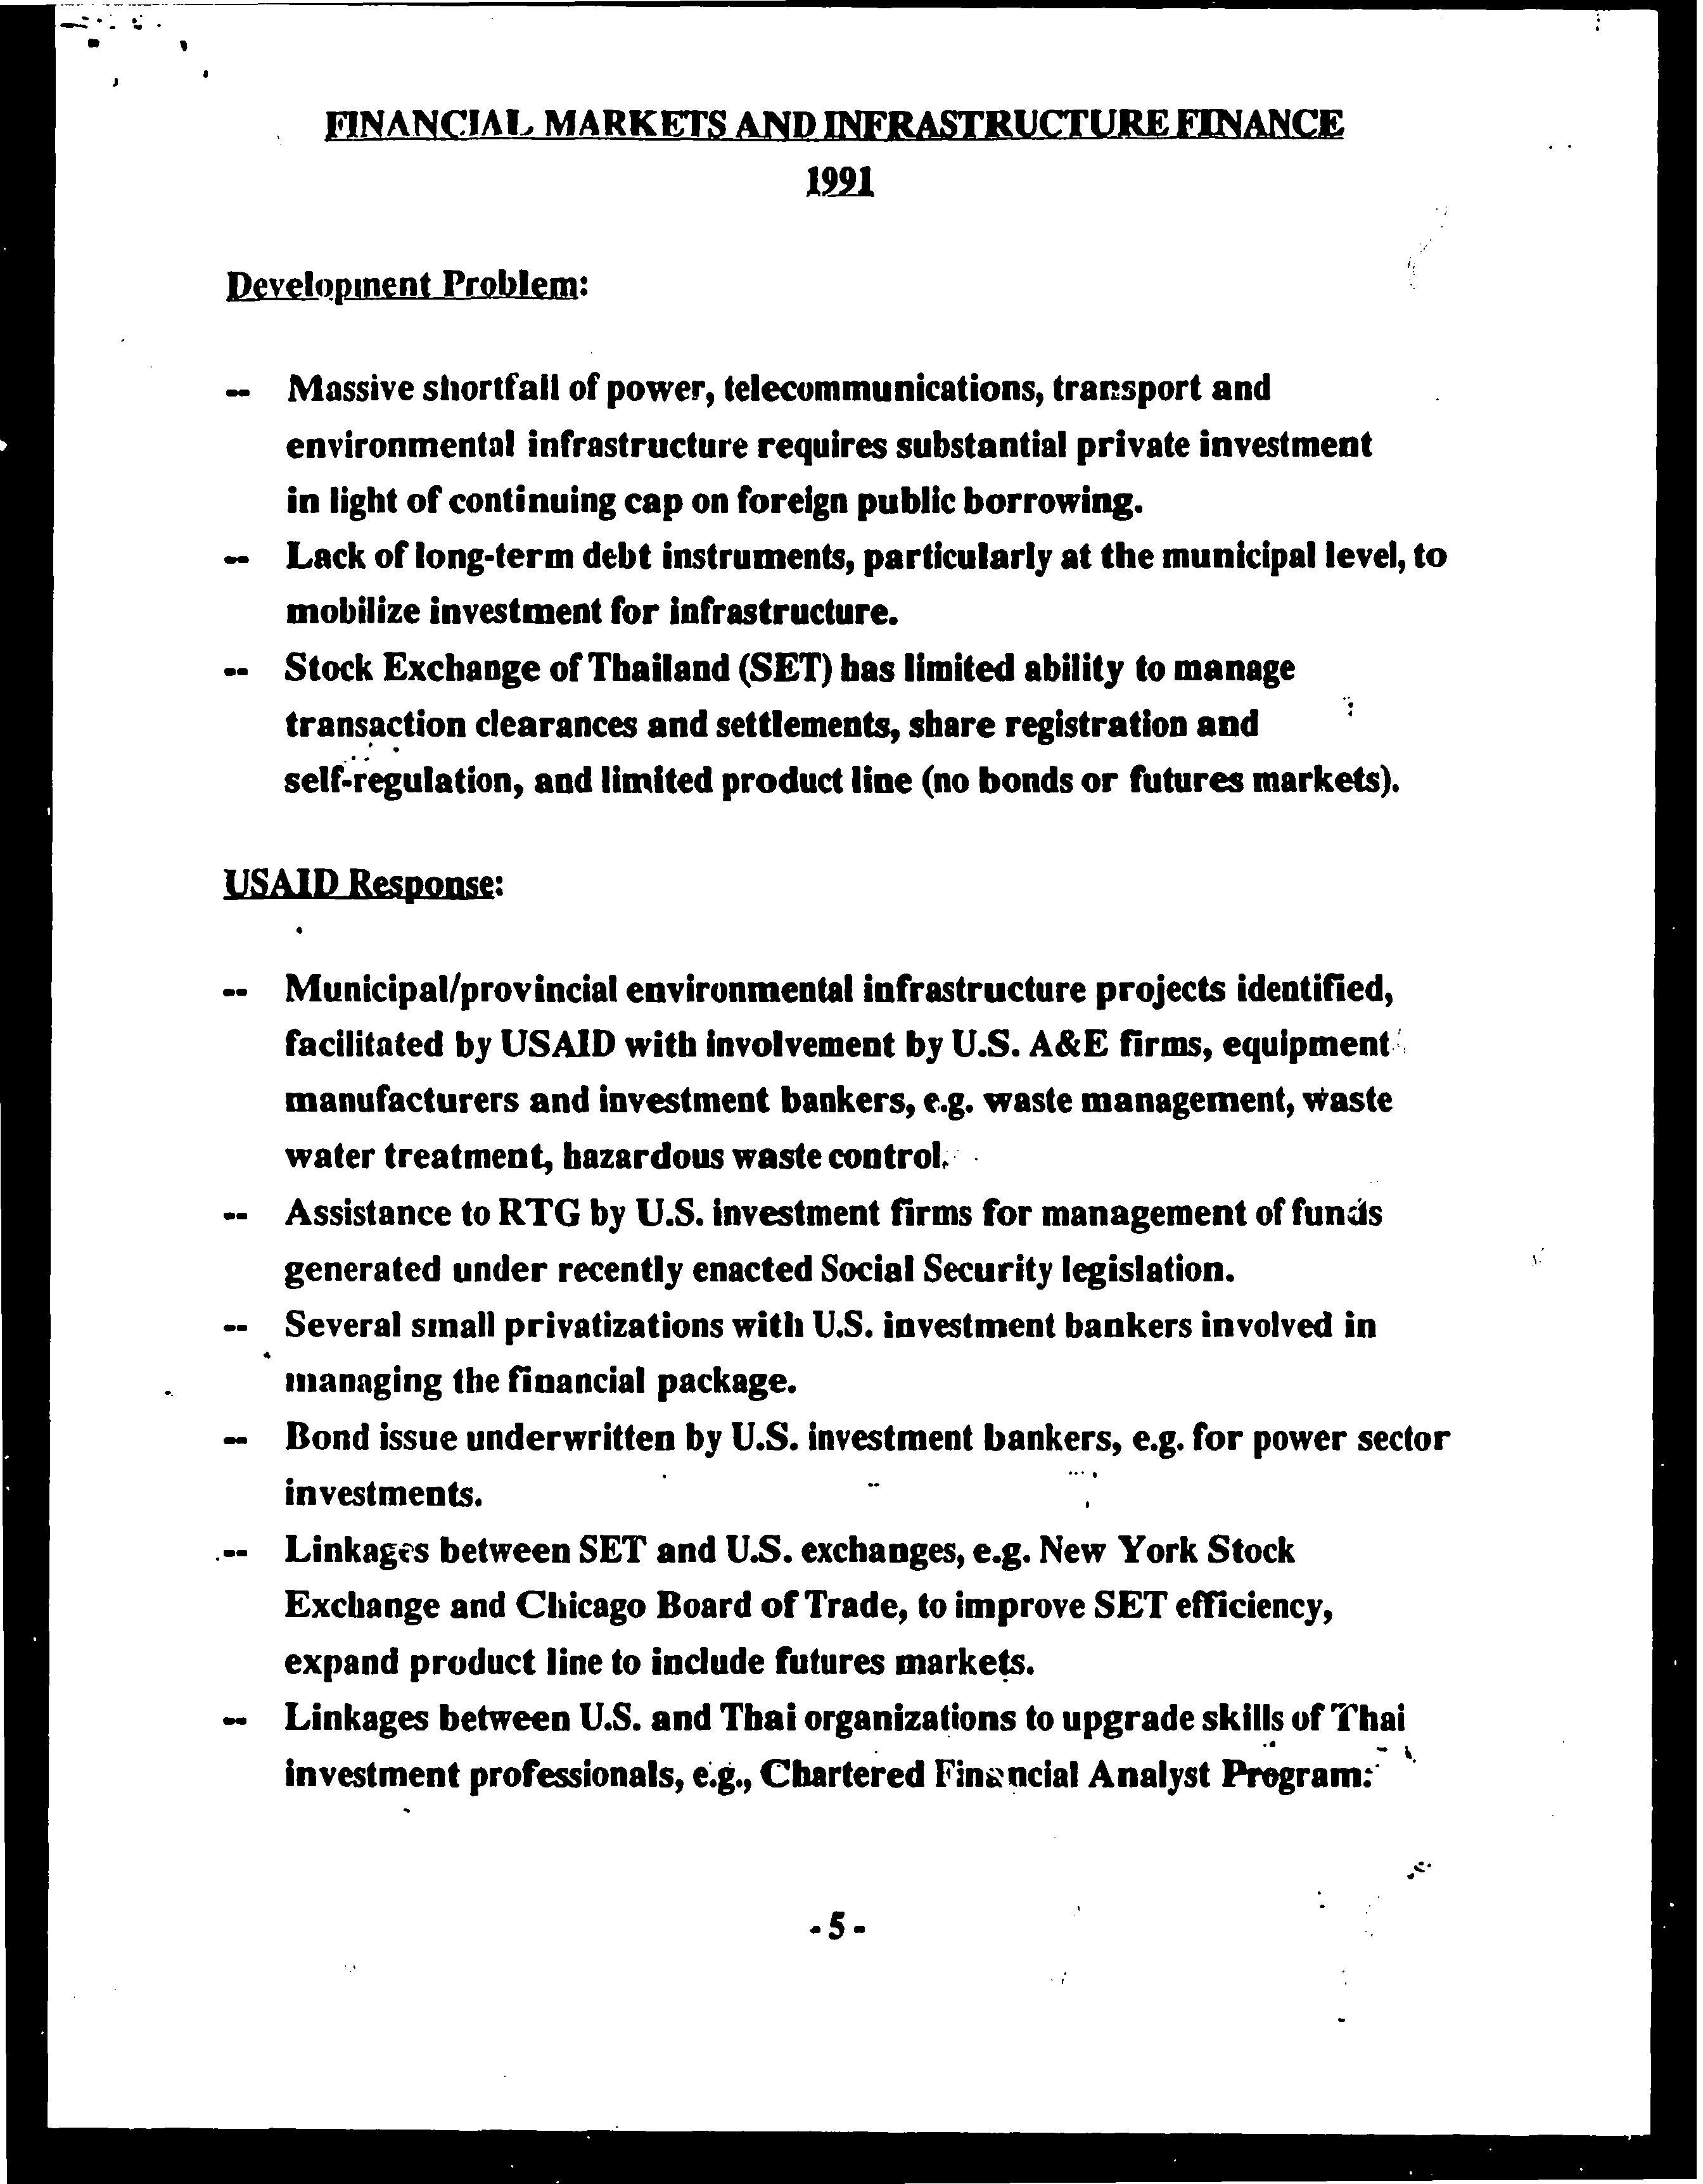 FINANCIAL MARKETS AND INFRASTRUCTURE FINANCE
1991
Development Problem:
-- Massive shortfall of power, telecommunications, transport and
environmental infrastructure requires substantial private investment
in light of continuing cap on foreign public borrowing.
-- Lack of long-term debt instruments, particularly at the municipal level, to
mobilize investment for infrastructure.
-- Stock Exchange of Thailand (SET) has limited ability to manage
transaction clearances and settlements, share registration and
self-regulation, and limited product line (no bonds or futures markets).
USAID Response:
-- Municipal/provincial environmental infrastructure projects identified,
facilitated by USAID with involvement by U.S. A&E firms, equipment
manufacturers and investment bankers, e.g. waste management, waste
water treatment, hazardous waste control.
-- Assistance to RTG by U.S. investment firms for management of funds
generated under recently enacted Social Security legislation.
-- Several small privatizations with U.S. investment bankers involved in
managing the financial package.
-- Bond issue underwritten by U.S. investment bankers, e.g. for power sector
investments.
-- Linkages between SET and U.S. exchanges, e.g. New York Stock
Exchange and Chicago Board of Trade, to improve SET efficiency,
expand product line to include futures markets.
-- Linkages between U.S. and Thai organizations to upgrade skills of Thai
investment professionals, e.g., Chartered Financial Analyst Program.
- 5 -